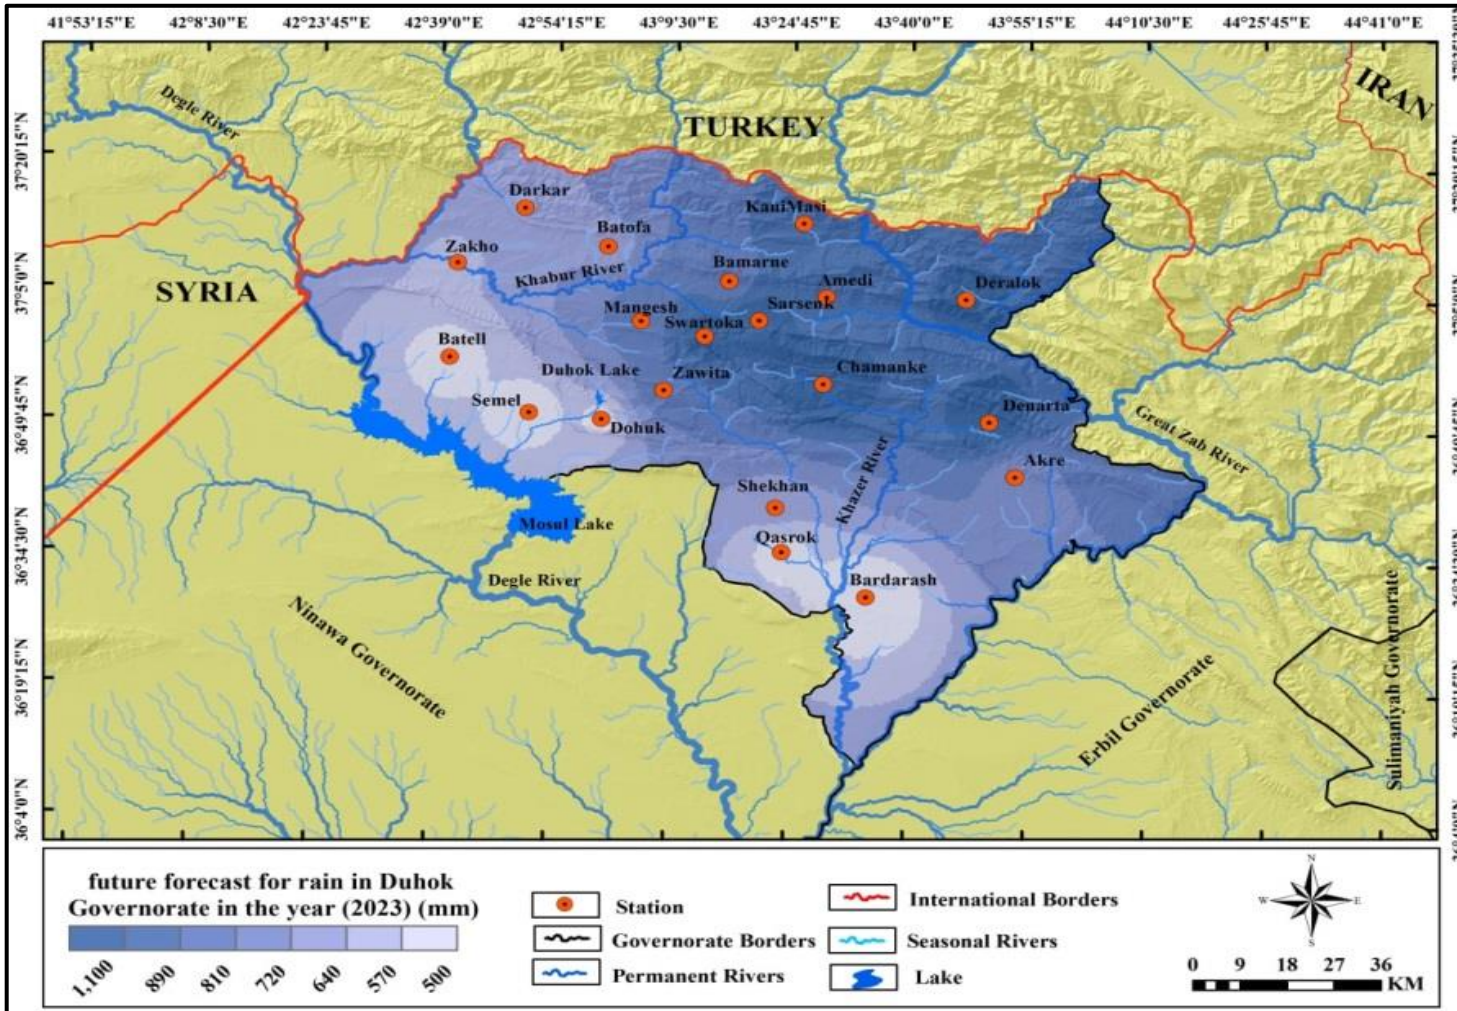 41°53'15"E 42°8'30"E 42°23'45"E 42°39'0"E 42°54'15"E 43°9'30"E 43°24'45"E 43°40'0"E 43°55'15"E 44°10'30"E 44°25'45"E 44°41'0"E
IRAN
Degle River
TURKEY
37°20'15"N
Darkar
KaniMasi
Batofa
Zakho
Khabur River
Bamarne
37°5'0"N
SYRIA
Amedi
Deralok
Sarsenk
Mangesh
Swartoka
Batell
Duhok Lake
Zawita
Chamanke
Semel
36°49'45"N
Dohuk
Denarta
Great Zab River
Akre
Shekhan
Khazer River
Mosul Lake
36°34'30"N
Qasrok
Degle River
Bardarash
Ninawa Governorate
36°19'15"N
Erbil Governorate
Sulimaniyah Governorate
36°4'0"N
future forecast for rain in Duhok
Governorate in the year (2023) (mm)
1,100 890 810 720 640 570 500
Station
Governorate Borders
Permanent Rivers
International Borders
Seasonal Rivers
Lake
N
W E
S
0 9 18 27 36
KM